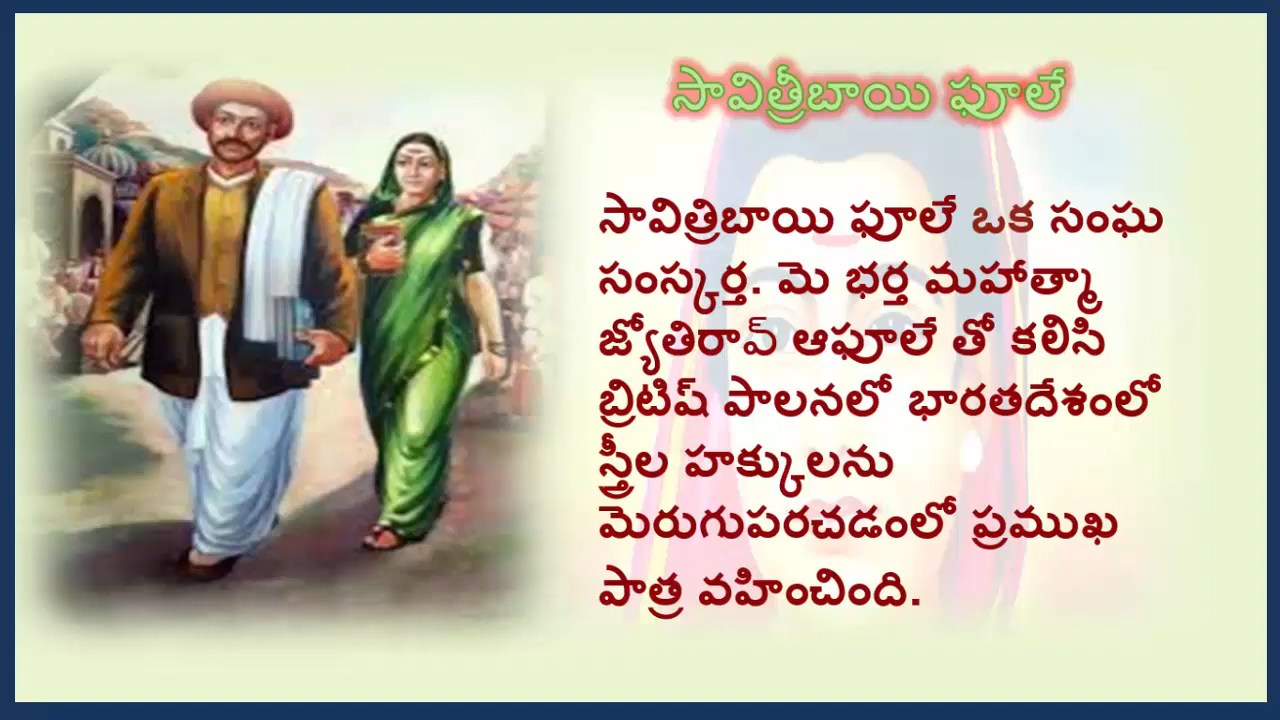 సావిత్రీబాయి ఫూలే
సావిత్రిబాయి ఫూలే ఒక సంఘ
సంస్కర్త. మె భర్త మహాత్మా
జ్యోతిరావ్ ఆఫూలే తో కలిసి
బ్రిటిష్ పాలనలో భారతదేశంలో
స్త్రీల హక్కులను
మెరుగుపరచడంలో ప్రముఖ
పాత్ర వహించింది.